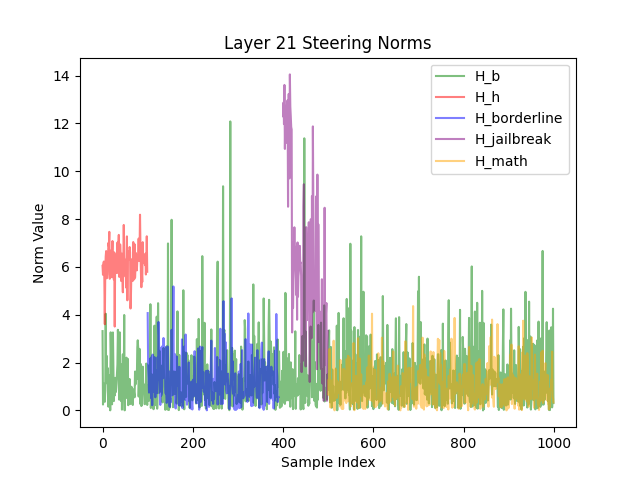 Layer 21 Steering Norms
14
12
10
8
6
4
2
0
Norm Value
0
200
400
600
800
1000
Sample Index
H_b
H_h
H_borderline
H_jailbreak
H_math